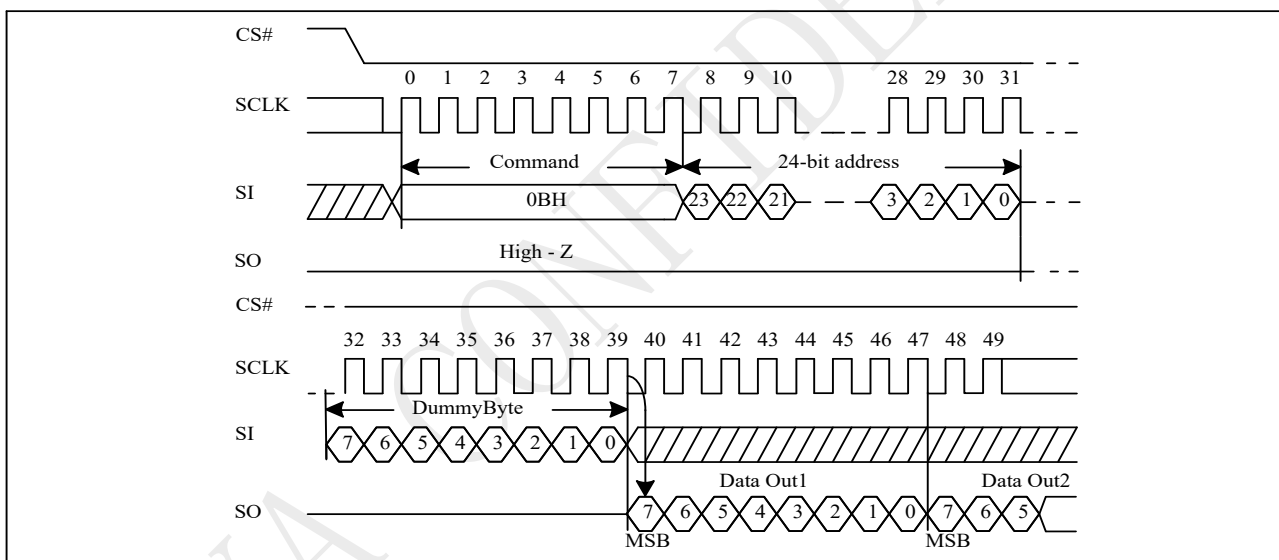 CS#
0 1 2 3 4 5 6 7 8 9 10 28 29 30 31
SCLK
Command 24-bit address
SI 0BH 23 22 21 3 2 1 0
High - Z
SO
CS#
32 33 34 35 36 37 38 39 40 41 42 43 44 45 46 47 48 49
SCLK
DummyByte
SI 7 6 5 4 3 2 1 0
Data Out1 Data Out2
SO 7 6 5 4 3 2 1 0 7 6 5
MSB MSB